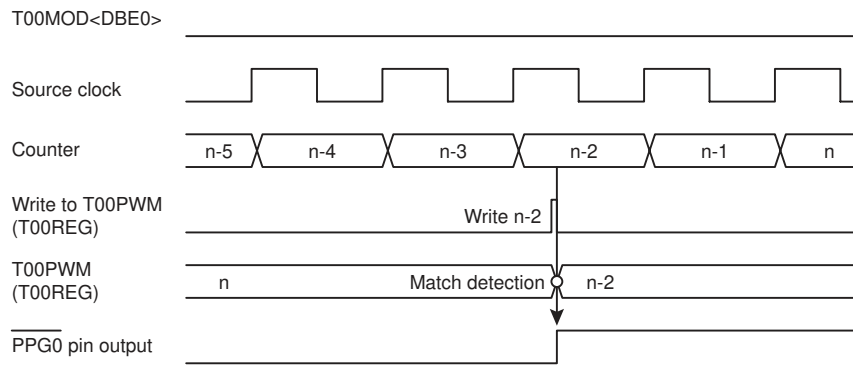 T00MOD<DBE0>
Source clock
Counter n-5 n-4 n-3 n-2 n-1 n
Write to T00PWM
(T00REG)
Write n-2
T00PWM
(T00REG)
n Match detection n-2
PPG0 pin output